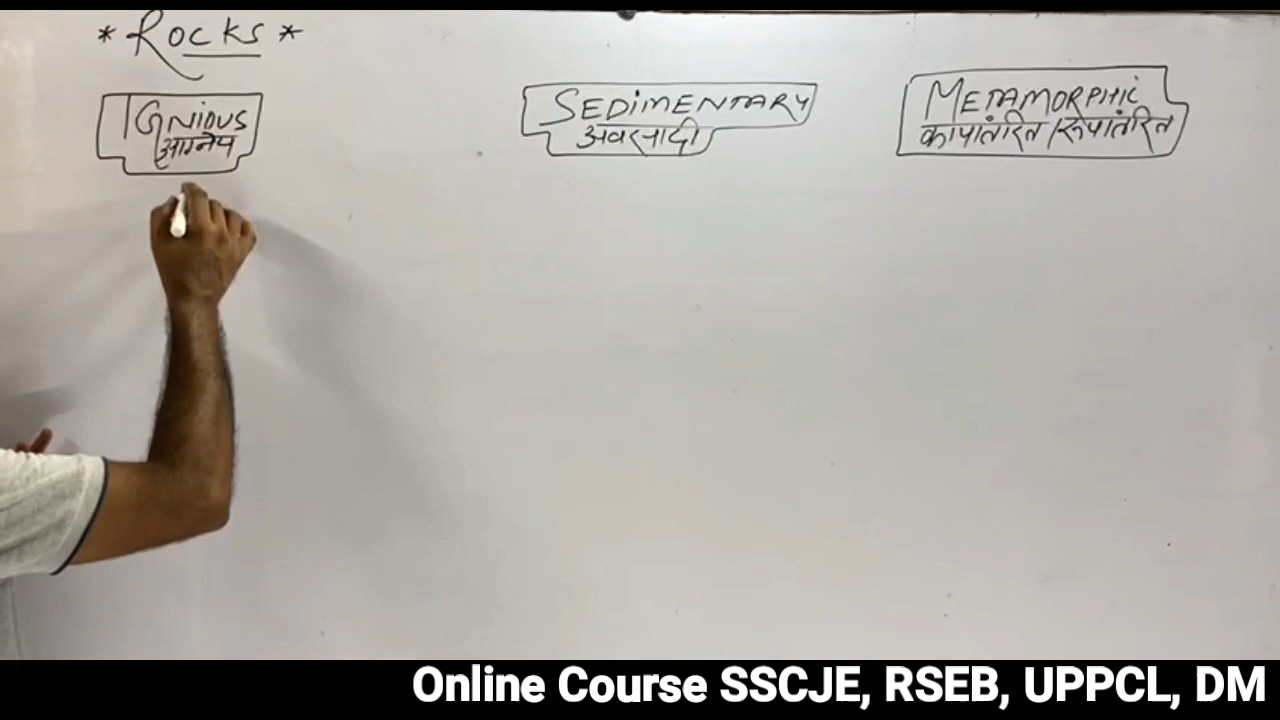 * Rocks *
IGNIOUS
आग्नेय
SEDIMENTARY
अवसादी
METAMORPHIC
कायांतरित/रूपांतरित
Online Course SSCJE, RSEB, UPPCL, DM